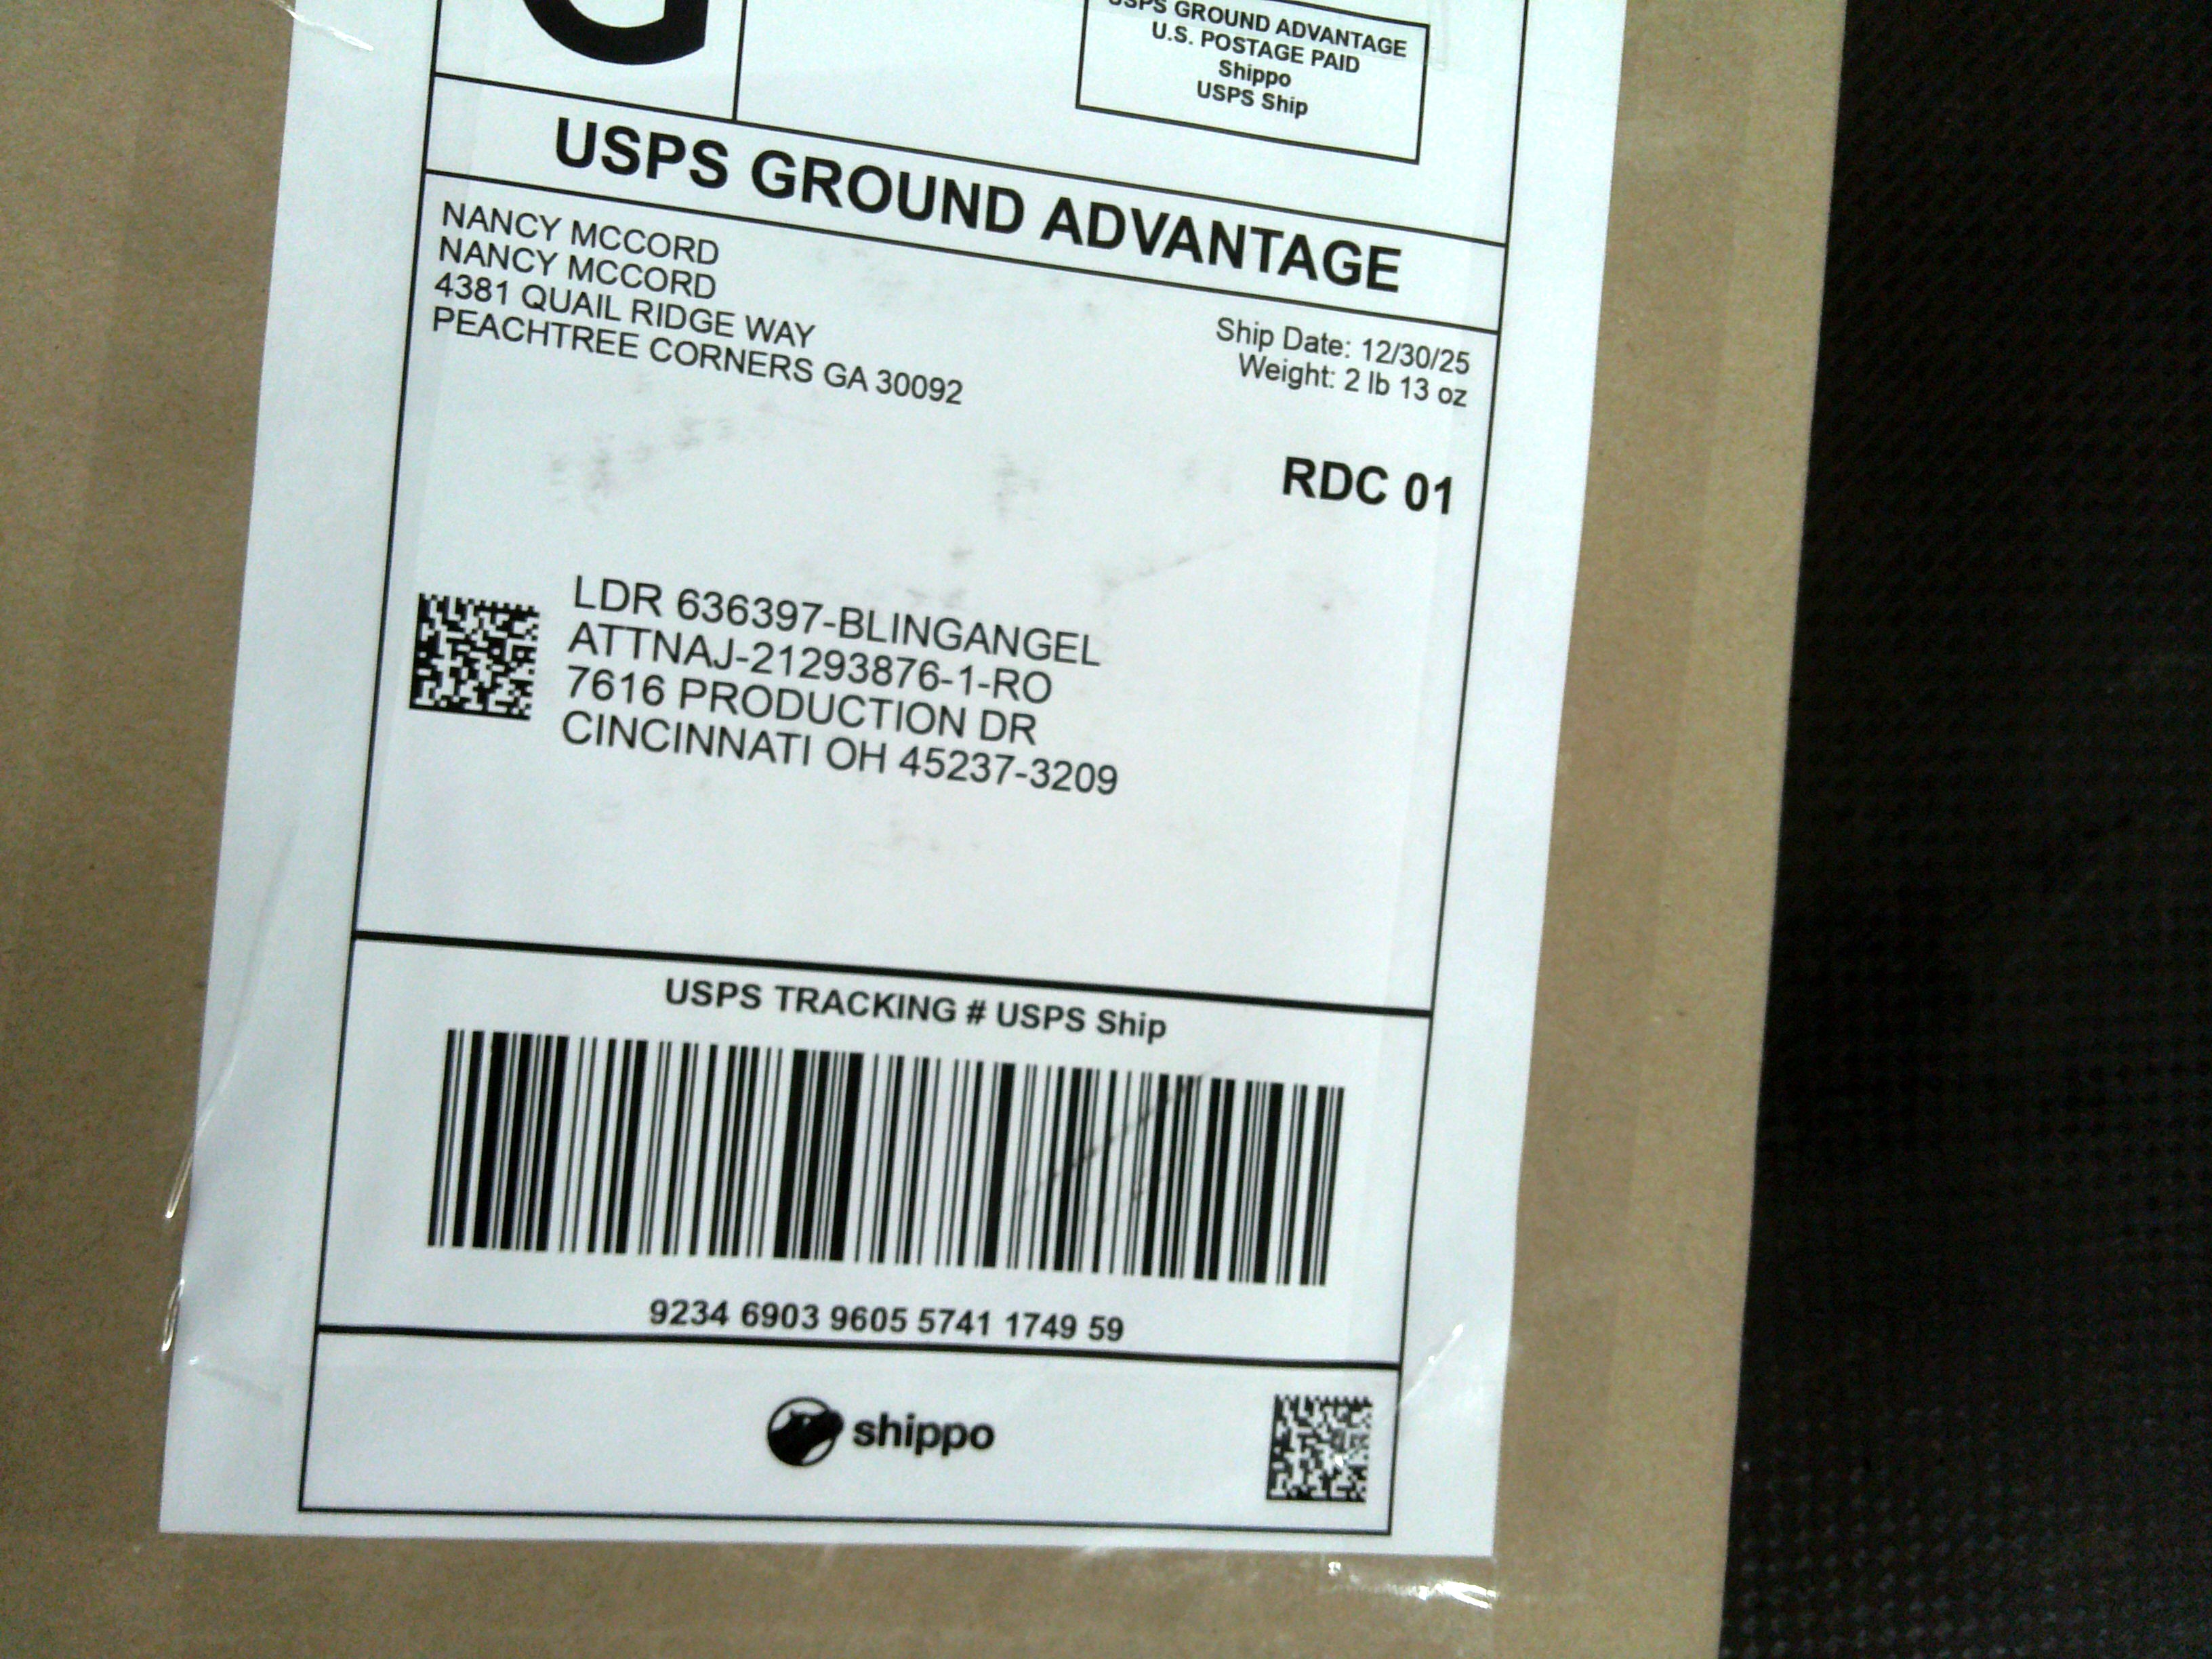 G
USPS GROUND ADVANTAGE
U.S. POSTAGE PAID
Shippo
USPS Ship
USPS GROUND ADVANTAGE
NANCY MCCORD
NANCY MCCORD
4381 QUAIL RIDGE WAY
PEACHTREE CORNERS GA 30092
Ship Date: 12/30/25
Weight: 2 lb 13 oz
RDC 01
LDR 636397-BLINGANGEL
ATTNAJ-21293876-1-RO
7616 PRODUCTION DR
CINCINNATI OH 45237-3209
USPS TRACKING # USPS Ship
9234 6903 9605 5741 1749 59
shippo